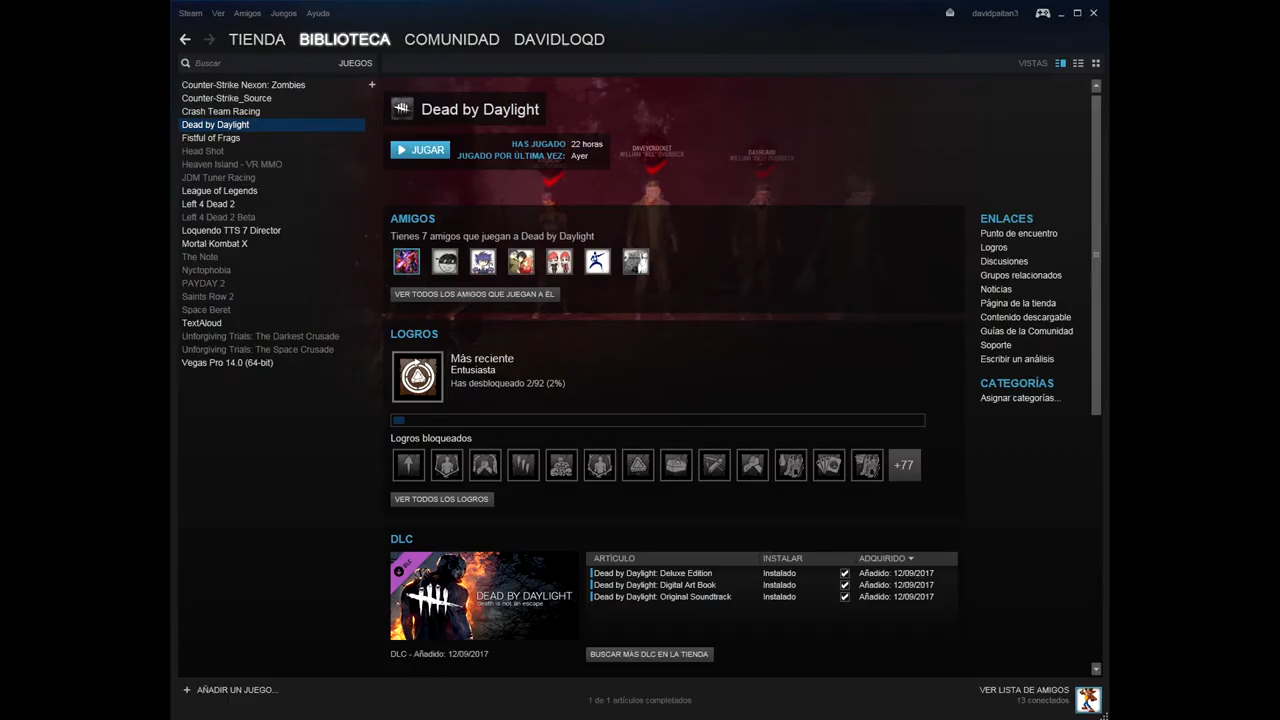 Steam Ver Amigos Juegos Ayuda
davidpaitan3
TIENDA BIBLIOTECA COMUNIDAD DAVIDLOQD
Buscar JUEGOS
VISTAS
Counter-Strike Nexon: Zombies
Counter-Strike_Source
Crash Team Racing
Dead by Daylight
Fistful of Frags
Head Shot
Heaven Island - VR MMO
JDM Tuner Racing
League of Legends
Left 4 Dead 2
Left 4 Dead 2 Beta
Loquendo TTS 7 Director
Mortal Kombat X
The Note
Nyctophobia
PAYDAY 2
Saints Row 2
Space Beret
TextAloud
Unforgiving Trials: The Darkest Crusade
Unforgiving Trials: The Space Crusade
Vegas Pro 14.0 (64-bit)
Dead by Daylight
JUGAR
HAS JUGADO 22 horas
JUGADO POR ÚLTIMA VEZ: Ayer
DAVEYCROCKET
WILLIAM "BILL" OVERBECK
WILLIAM "BILL" OVERBECK
AMIGOS
Tienes 7 amigos que juegan a Dead by Daylight
VER TODOS LOS AMIGOS QUE JUEGAN A ÉL
LOGROS
Más reciente
Entusiasta
Has desbloqueado 2/92 (2%)
Logros bloqueados
+77
VER TODOS LOS LOGROS
DLC
DLC
DEAD BY DAYLIGHT
death is not an escape
DLC - Añadido: 12/09/2017
ARTÍCULO INSTALAR ADQUIRIDO
Dead by Daylight: Deluxe Edition Instalado Añadido: 12/09/2017
Dead by Daylight: Digital Art Book Instalado Añadido: 12/09/2017
Dead by Daylight: Original Soundtrack Instalado Añadido: 12/09/2017
BUSCAR MÁS DLC EN LA TIENDA
ENLACES
Punto de encuentro
Logros
Discusiones
Grupos relacionados
Noticias
Página de la tienda
Contenido descargable
Guías de la Comunidad
Soporte
Escribir un análisis
CATEGORÍAS
Asignar categorías...
+ AÑADIR UN JUEGO...
1 de 1 artículos completados
VER LISTA DE AMIGOS
13 conectados